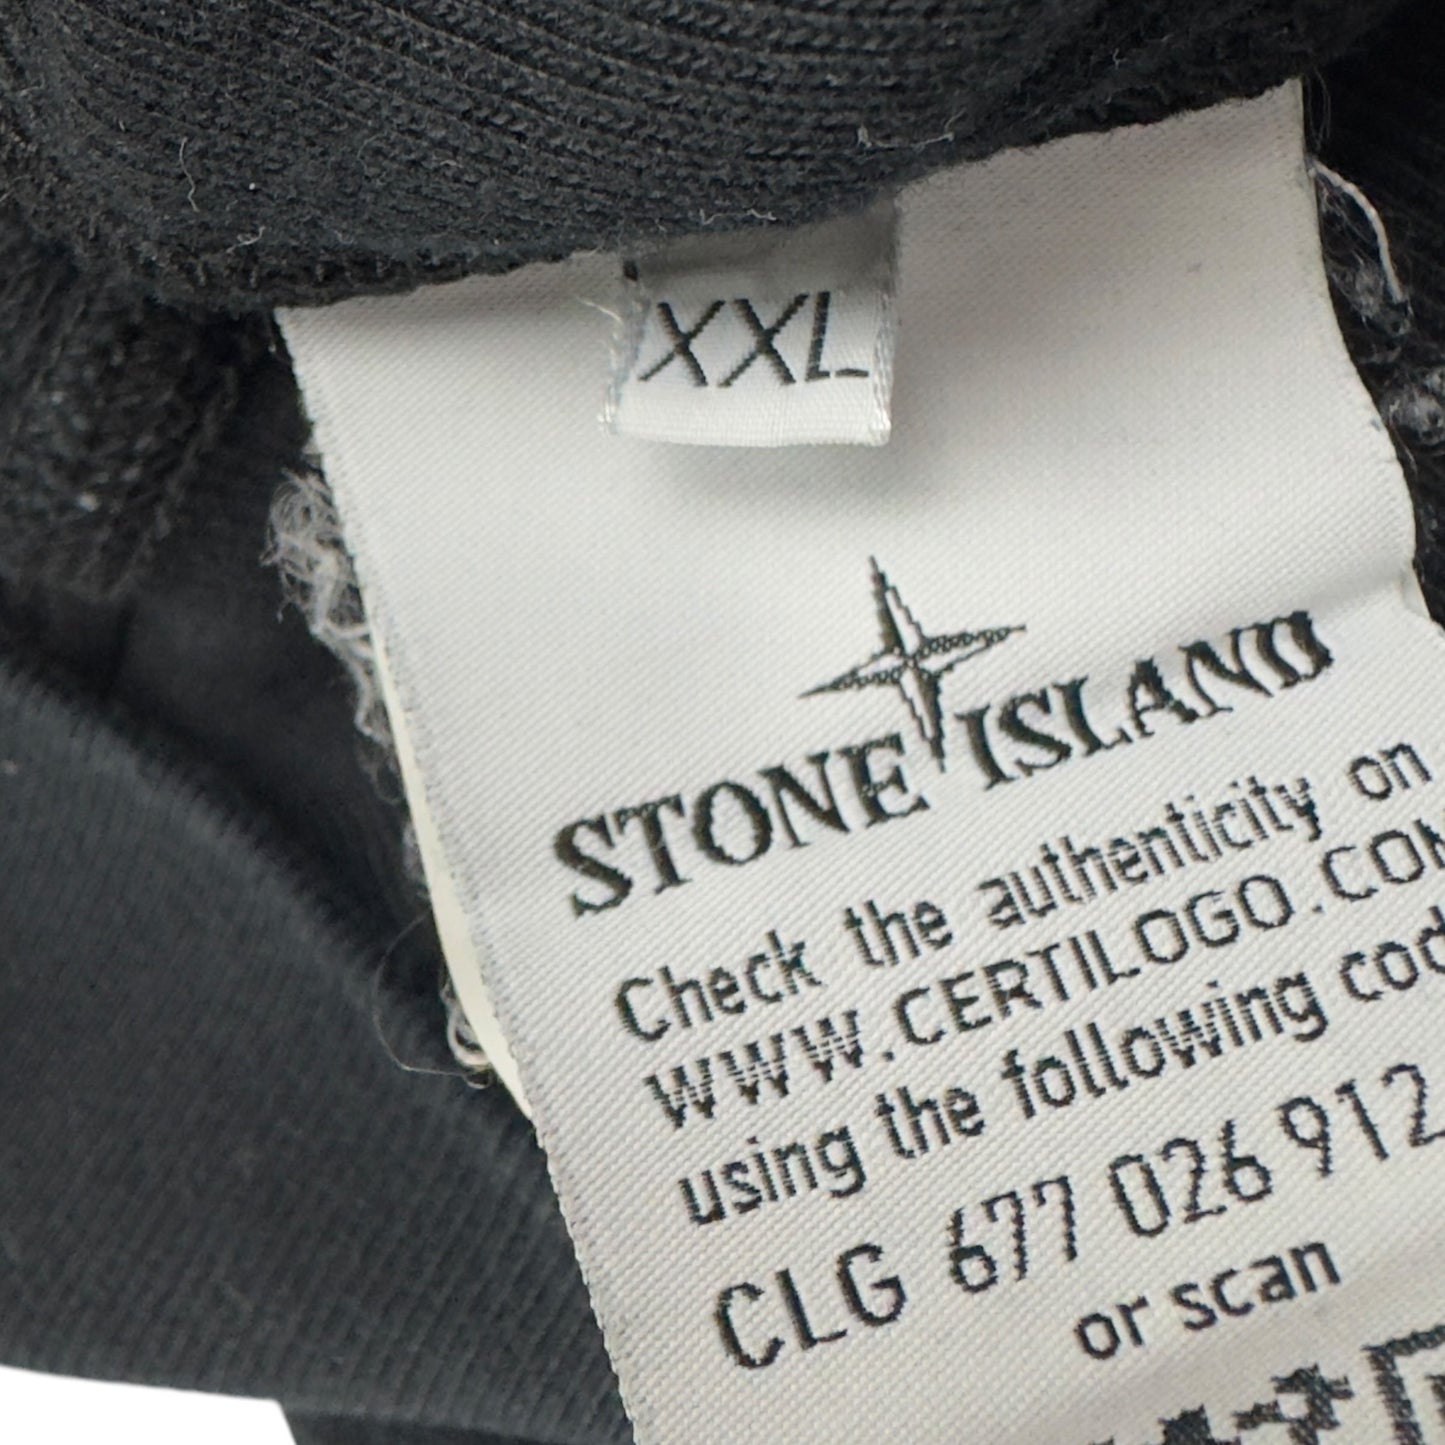 XXL
STONE ISLAND
Check the authenticity on
WWW.CERTILOGO.COM
using the following cod
CLG 677 026 912
or scan